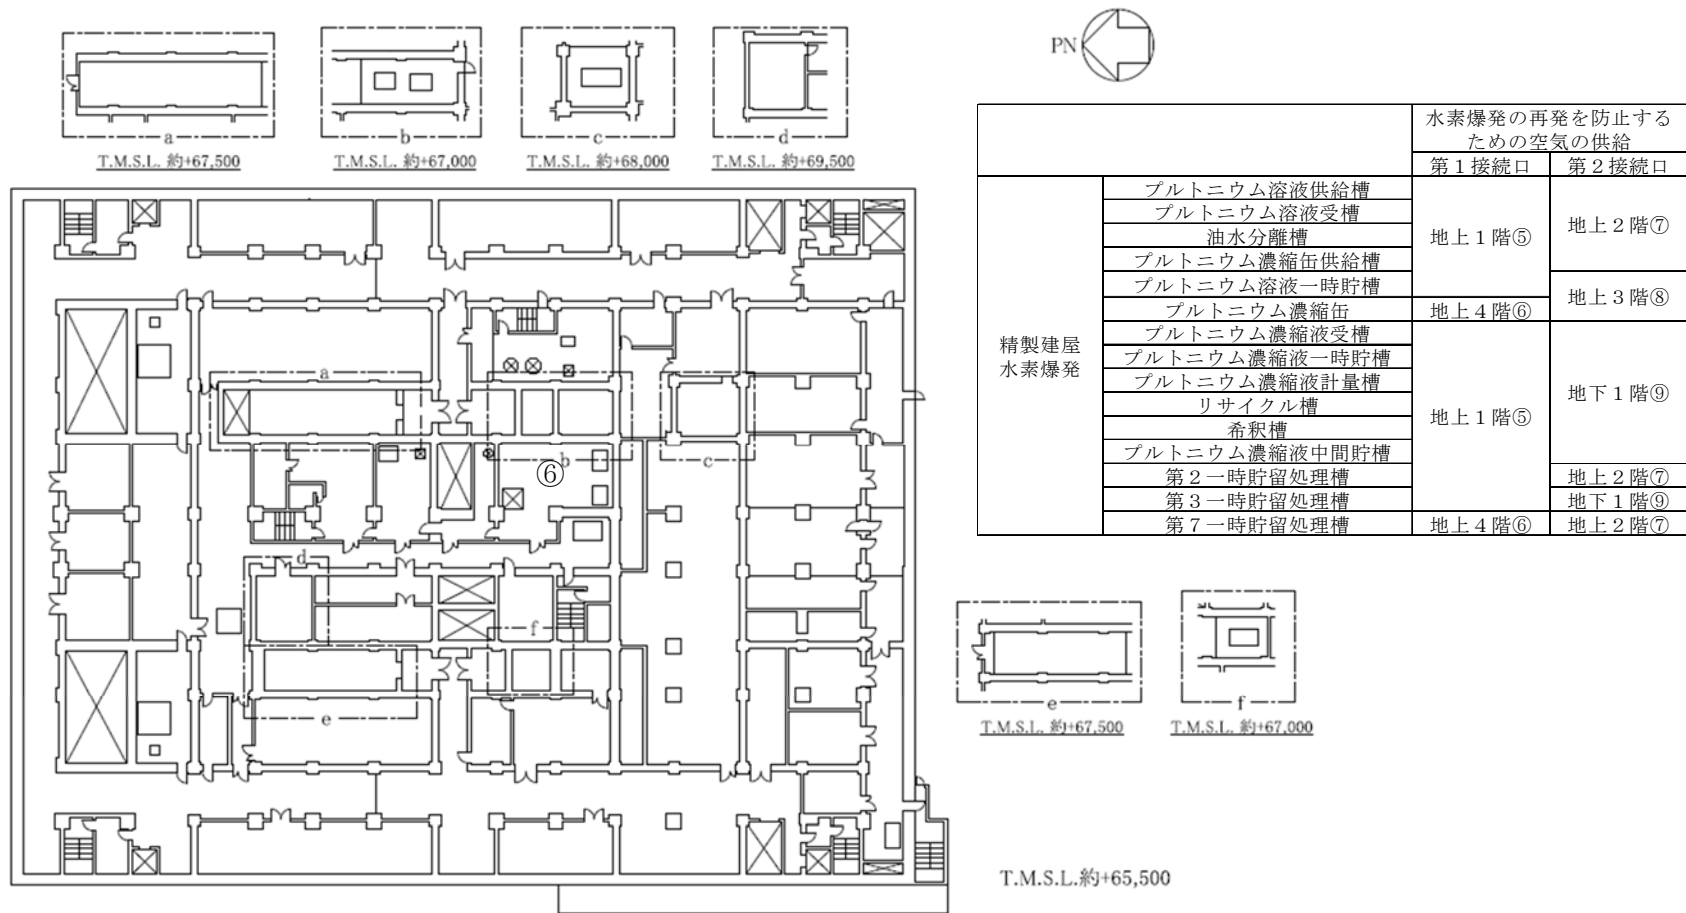 PN
a
T.M.S.L. 約+67,500
b
T.M.S.L. 約+67,000
c
T.M.S.L. 約+68,000
d
T.M.S.L. 約+69,500
水素爆発の再発を防止する
ための空気の供給
第1接続口
第2接続口
精製建屋
水素爆発
プルトニウム溶液供給槽
プルトニウム溶液受槽
油水分離槽
プルトニウム濃縮缶供給槽
プルトニウム溶液一時貯槽
地上1階⑤
地上2階⑦
地上3階⑧
プルトニウム濃縮缶
地上4階⑥
プルトニウム濃縮液受槽
プルトニウム濃縮液一時貯槽
プルトニウム濃縮液計量槽
リサイクル槽
希釈槽
プルトニウム濃縮液中間貯槽
地上1階⑤
地下1階⑨
第2一時貯留処理槽
地上2階⑦
第3一時貯留処理槽
地下1階⑨
第7一時貯留処理槽
地上4階⑥
地上2階⑦
a
b
c
⑥
d
f
e
e
T.M.S.L. 約+67,500
f
T.M.S.L. 約+67,000
T.M.S.L.約+65,500